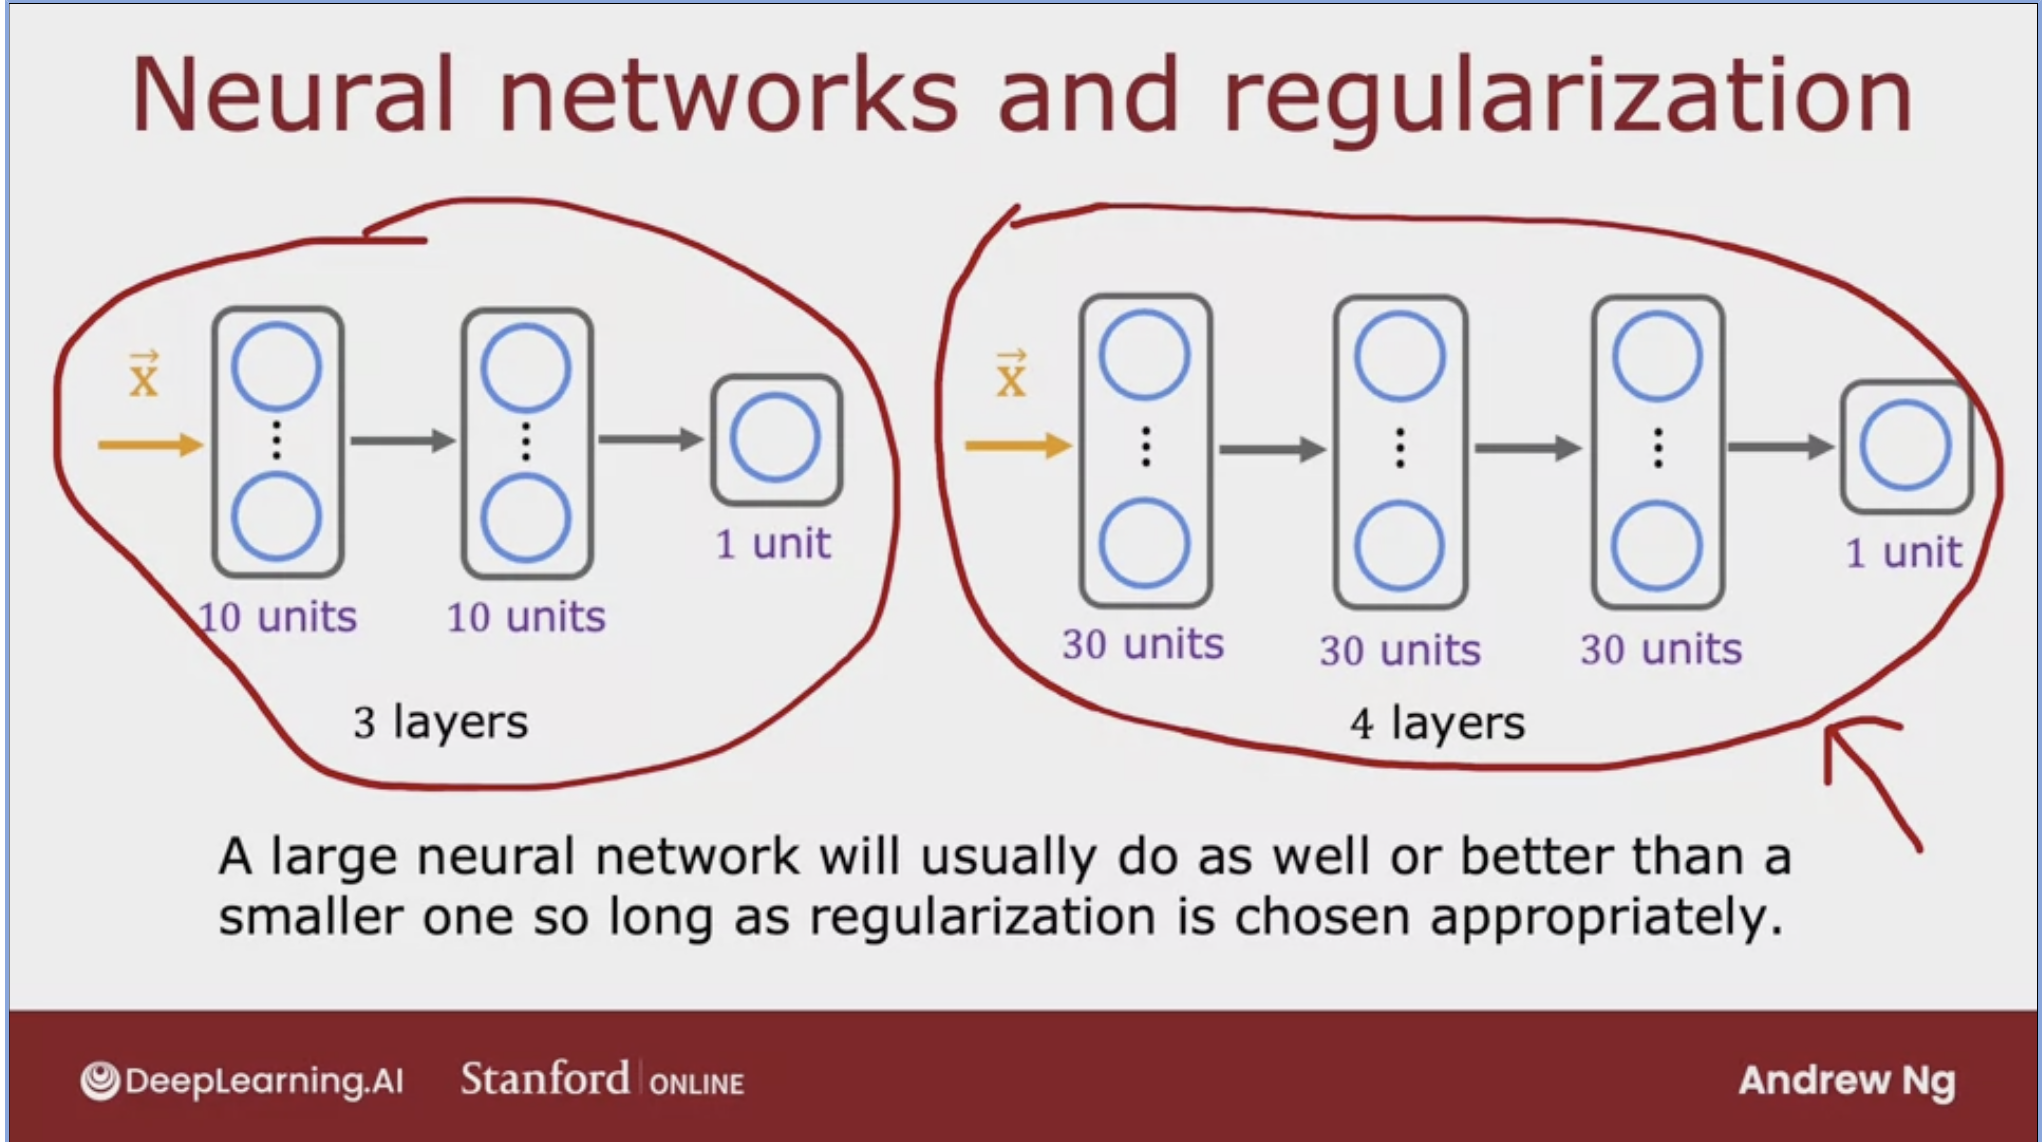 Neural networks and regularization
x⃗
10 units
10 units
1 unit
3 layers
x⃗
30 units
30 units
30 units
1 unit
4 layers
A large neural network will usually do as well or better than a
smaller one so long as regularization is chosen appropriately.
DeepLearning.AI
Stanford | ONLINE
Andrew Ng